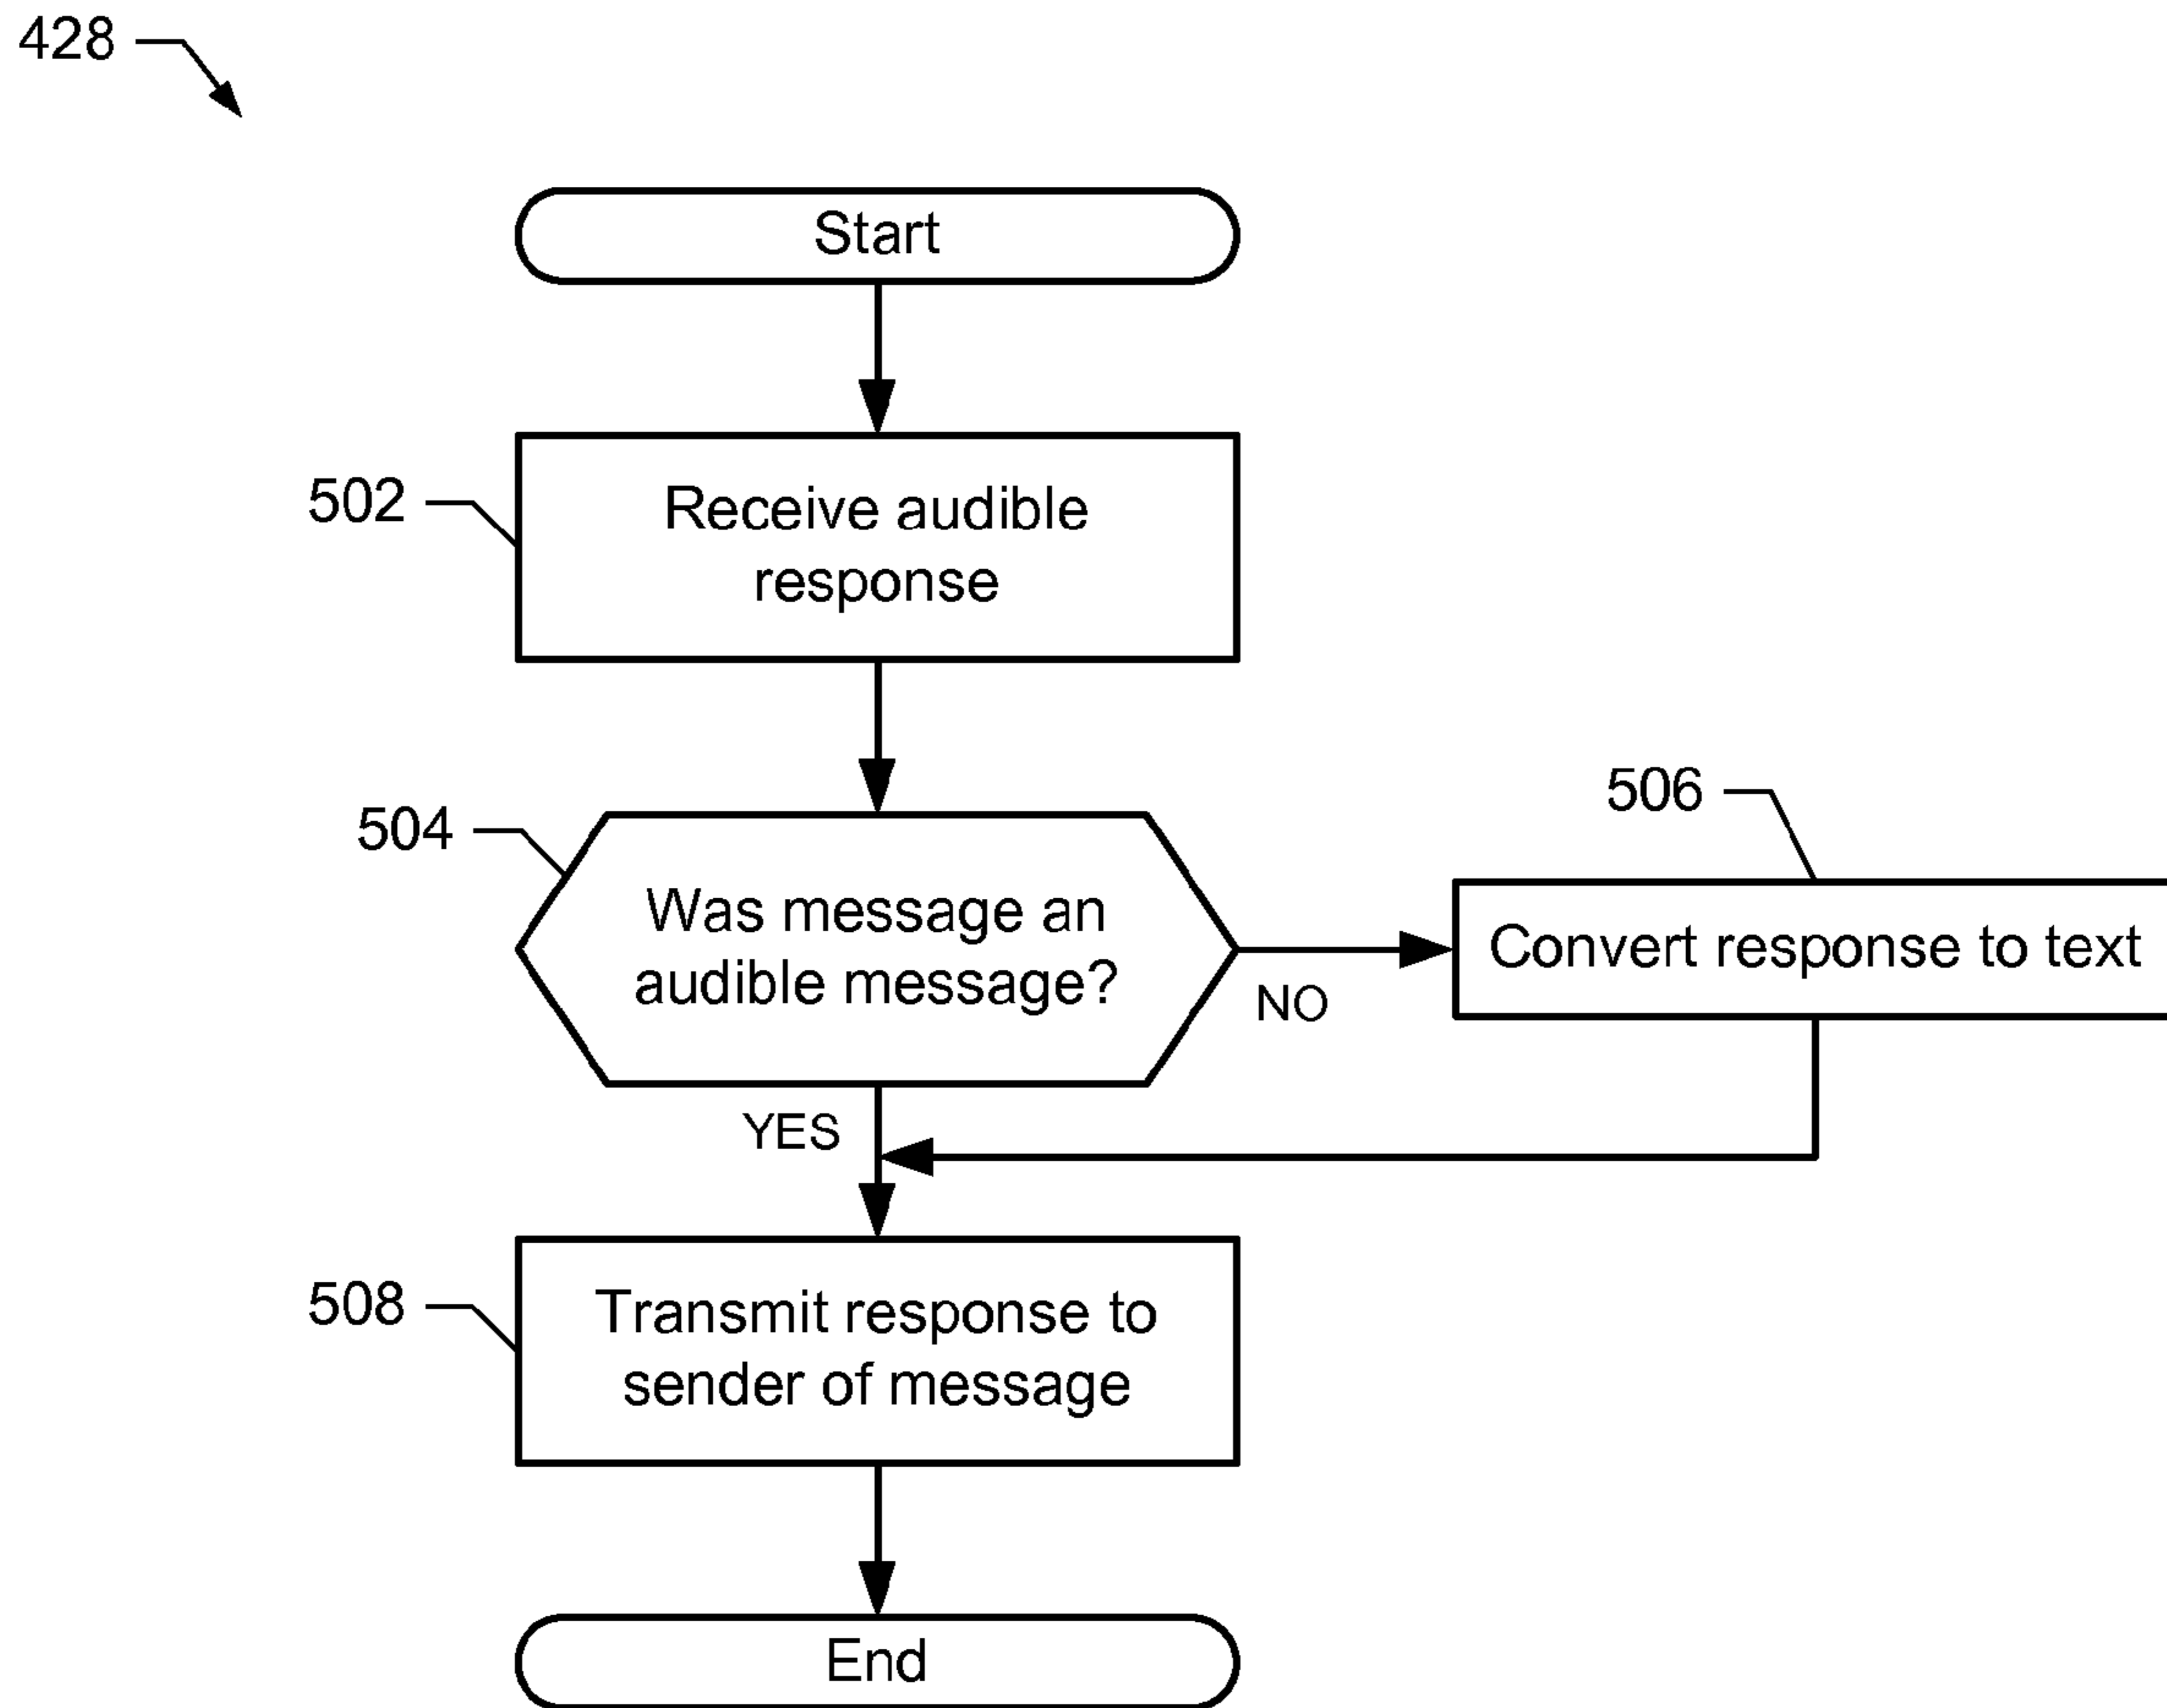 428
Start
502
Receive audible
response
504
Was message an
audible message?
506
Convert response to text
NO
YES
508
Transmit response to
sender of message
End